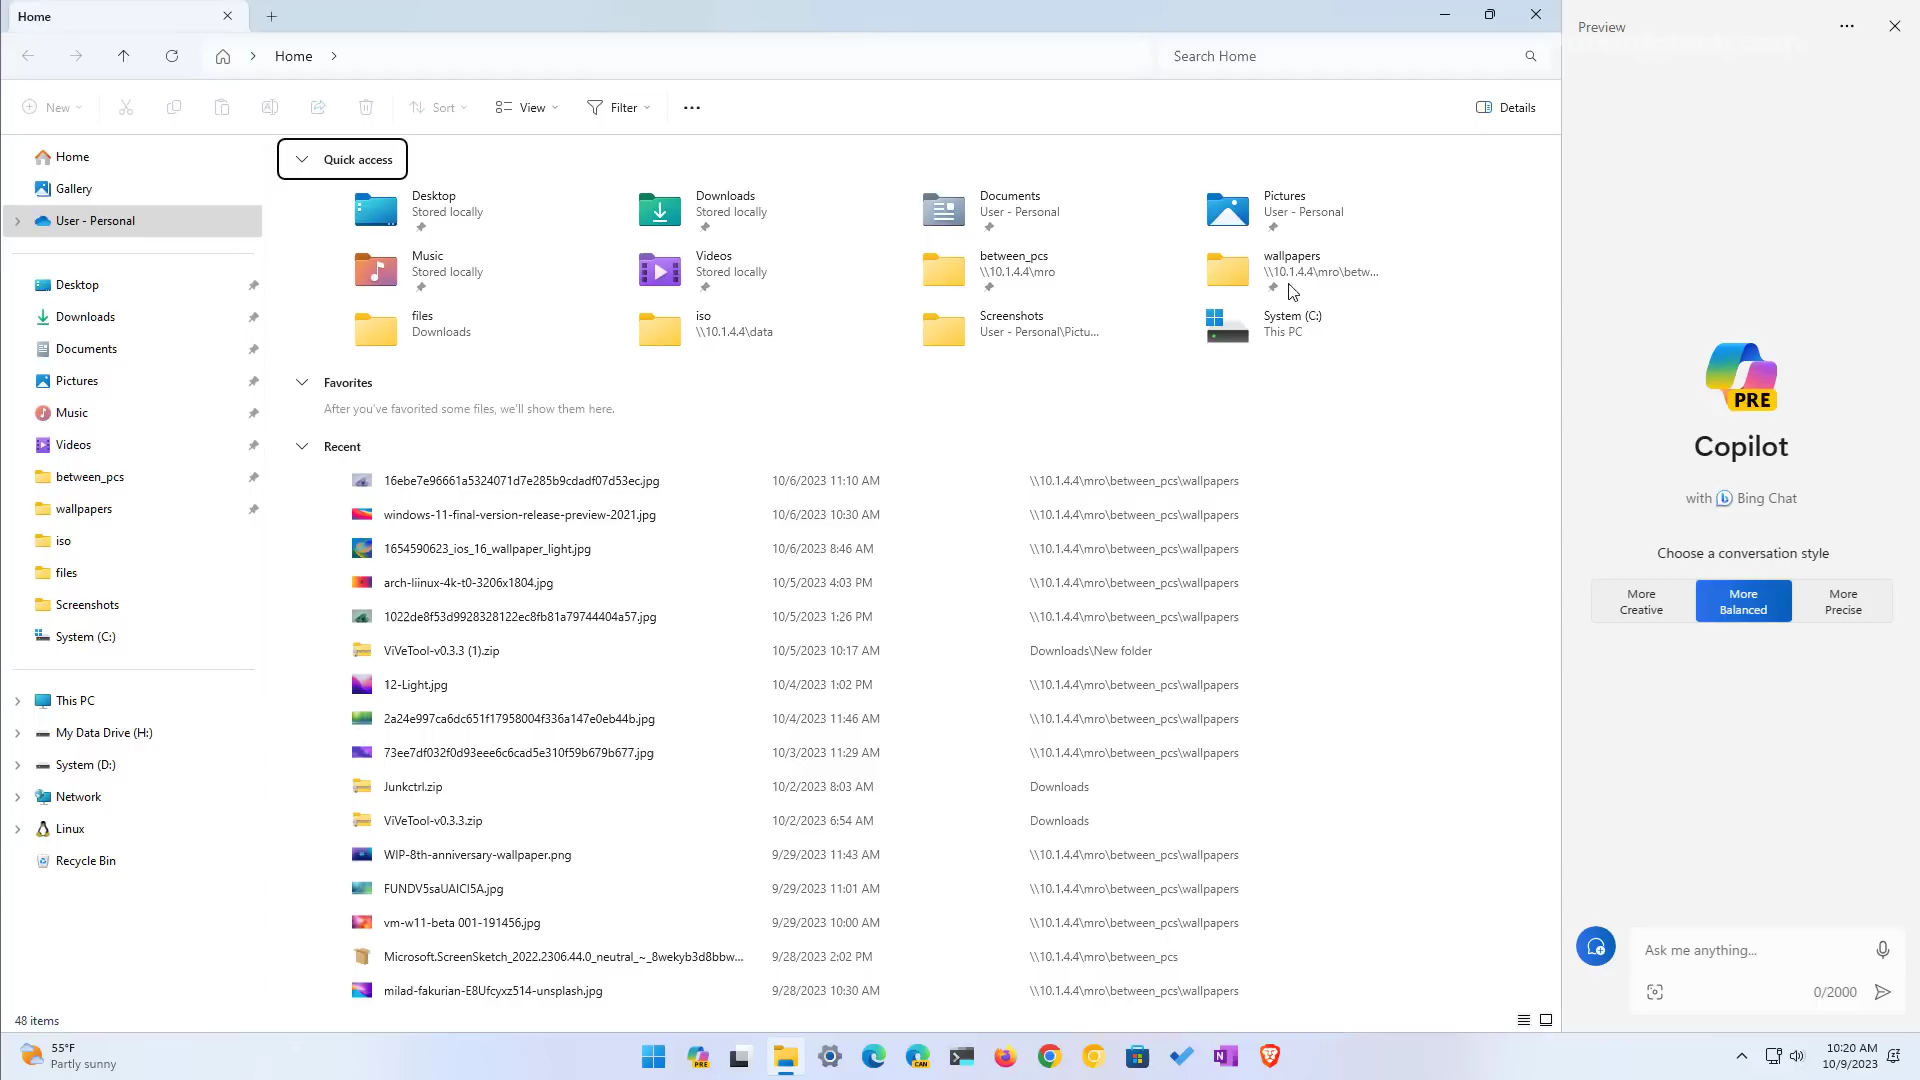 Home
Home
Search Home
New
Sort
View
Filter
Details
Home
Gallery
User - Personal
Desktop
Downloads
Documents
Pictures
Music
Videos
between_pcs
wallpapers
iso
files
Screenshots
System (C:)
This PC
My Data Drive (H:)
System (D:)
Network
Linux
Recycle Bin
48 items
Quick access
Desktop
Stored locally
Downloads
Stored locally
Documents
User - Personal
Pictures
User - Personal
Music
Stored locally
Videos
Stored locally
between_pcs
\\10.1.4.4\mro
wallpapers
\\10.1.4.4\mro\betw...
files
Downloads
iso
\\10.1.4.4\data
Screenshots
User - Personal\Pictu...
System (C:)
This PC
Favorites
After you've favorited some files, we'll show them here.
Recent
16ebe7e96661a5324071d7e285b9cdadf07d53ec.jpg 10/6/2023 11:10 AM \\10.1.4.4\mro\between_pcs\wallpapers
windows-11-final-version-release-preview-2021.jpg 10/6/2023 10:30 AM \\10.1.4.4\mro\between_pcs\wallpapers
1654590623_ios_16_wallpaper_light.jpg 10/6/2023 8:46 AM \\10.1.4.4\mro\between_pcs\wallpapers
arch-liinux-4k-t0-3206x1804.jpg 10/5/2023 4:03 PM \\10.1.4.4\mro\between_pcs\wallpapers
1022de8f53d9928328122ec8fb81a79744404a57.jpg 10/5/2023 1:26 PM \\10.1.4.4\mro\between_pcs\wallpapers
ViVeTool-v0.3.3 (1).zip 10/5/2023 10:17 AM Downloads\New folder
12-Light.jpg 10/4/2023 1:02 PM \\10.1.4.4\mro\between_pcs\wallpapers
2a24e997ca6dc651f17958004f336a147e0eb44b.jpg 10/4/2023 11:46 AM \\10.1.4.4\mro\between_pcs\wallpapers
73ee7df032f0d93eee6c6cad5e310f59b679b677.jpg 10/3/2023 11:29 AM \\10.1.4.4\mro\between_pcs\wallpapers
Junkctrl.zip 10/2/2023 8:03 AM Downloads
ViVeTool-v0.3.3.zip 10/2/2023 6:54 AM Downloads
WIP-8th-anniversary-wallpaper.png 9/29/2023 11:43 AM \\10.1.4.4\mro\between_pcs\wallpapers
FUNDV5saUAICI5A.jpg 9/29/2023 11:01 AM \\10.1.4.4\mro\between_pcs\wallpapers
vm-w11-beta 001-191456.jpg 9/29/2023 10:00 AM \\10.1.4.4\mro\between_pcs\wallpapers
Microsoft.ScreenSketch_2022.2306.44.0_neutral_~_8wekyb3d8bbw... 9/28/2023 2:02 PM \\10.1.4.4\mro\between_pcs
milad-fakurian-E8Ufcyxz514-unsplash.jpg 9/28/2023 10:30 AM \\10.1.4.4\mro\between_pcs\wallpapers
Preview
PRE
Copilot
with Bing Chat
Choose a conversation style
More Creative
More Balanced
More Precise
Ask me anything...
0/2000
55°F
Partly sunny
PRE
CAN
10:20 AM
10/9/2023